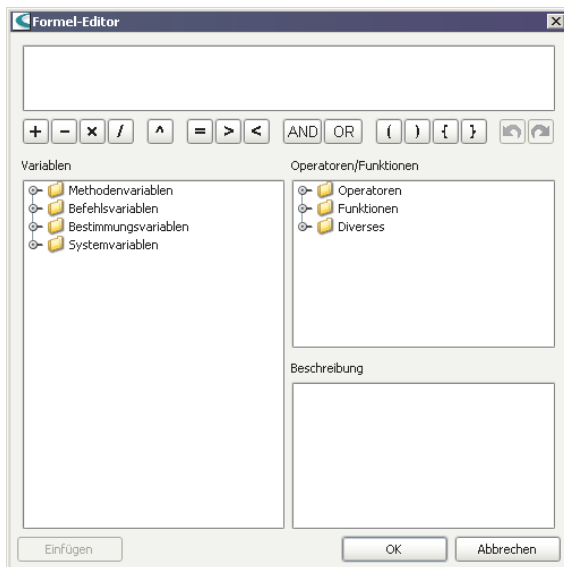 Formel-Editor
+ - × / ^ = > < AND OR ( ) { }
Variablen
Methodenvariablen
Befehlsvariablen
Bestimmungsvariablen
Systemvariablen
Operatoren/Funktionen
Operatoren
Funktionen
Diverses
Beschreibung
Einfügen OK Abbrechen